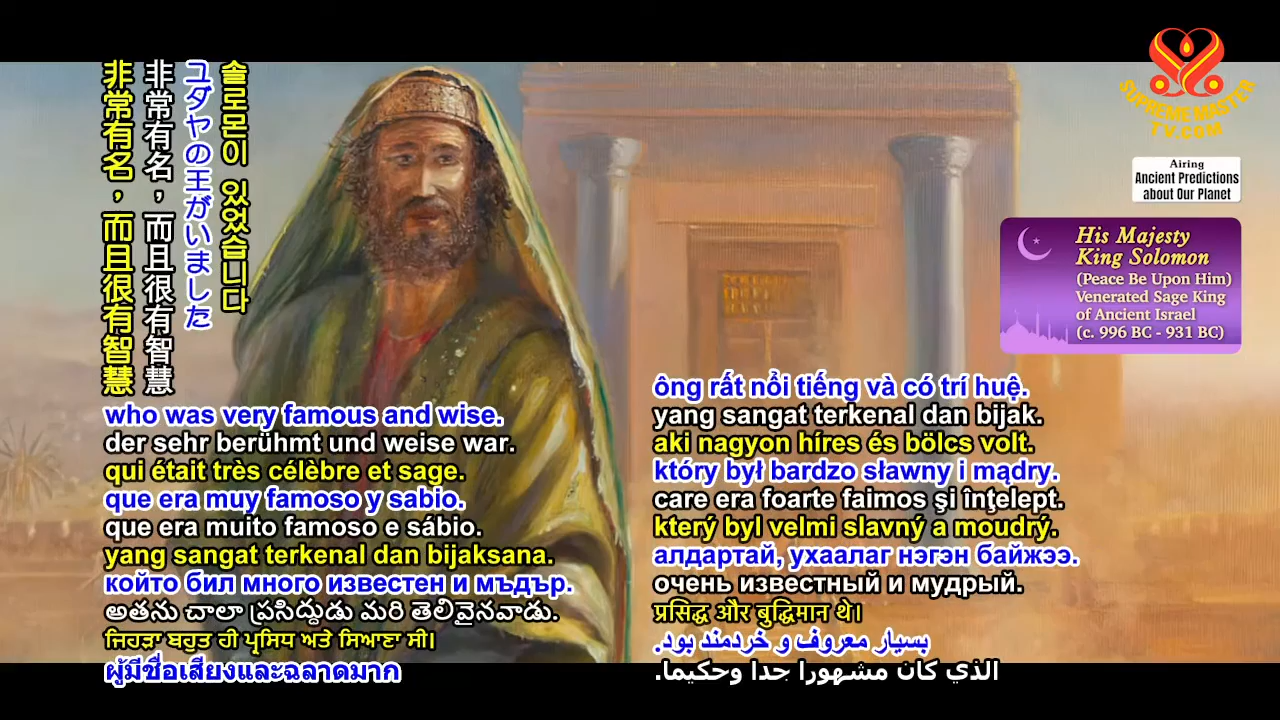 非常有名，而且很有智慧
非常有名，而且很有智慧
ユダヤの王がいました
솔로몬이 있었습니다
who was very famous and wise.
der sehr berühmt und weise war.
qui était très célèbre et sage.
que era muy famoso y sabio.
que era muito famoso e sábio.
yang sangat terkenal dan bijaksana.
който бил много известен и мъдър.
అతను చాలా ప్రసిద్ధుడు మరి తెలివైనవాడు.
ਜਿਹੜਾ ਬਹੁਤ ਹੀ ਪ੍ਰਸਿਧ ਅਤੇ ਸਿਆਣਾ ਸੀ।
ผู้มีชื่อเสียงและฉลาดมาก
ông rất nổi tiếng và có trí huệ.
yang sangat terkenal dan bijak.
aki nagyon híres és bölcs volt.
który był bardzo sławny i mądry.
care era foarte faimos şi înţelept.
který byl velmi slavný a moudrý.
алдартай, ухаалаг нэгэн байжээ.
очень известный и мудрый.
प्रसिद्ध और बुद्धिमान थे।
بسیار معروف و خردمند بود.
الذي كان مشهورا جدا وحكيما.
SUPREME MASTER
TV.COM
Airing
Ancient Predictions
about Our Planet
His Majesty
King Solomon
(Peace Be Upon Him)
Venerated Sage King
of Ancient Israel
(c. 996 BC - 931 BC)